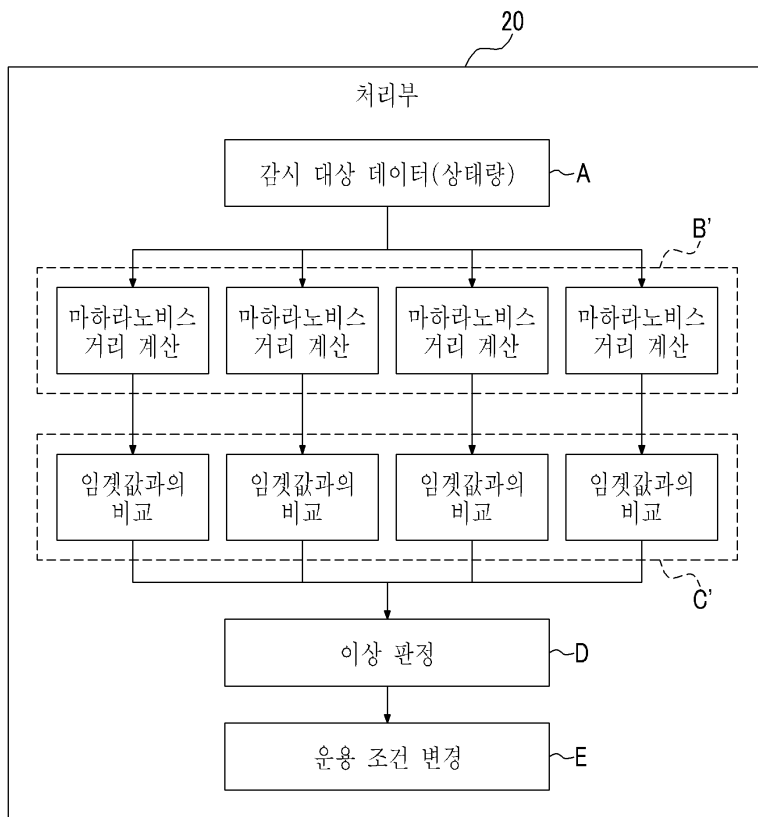 20
처리부
감시 대상 데이터(상태량)
A
B'
마하라노비스
거리 계산
마하라노비스
거리 계산
마하라노비스
거리 계산
마하라노비스
거리 계산
임곗값과의
비교
임곗값과의
비교
임곗값과의
비교
임곗값과의
비교
C'
이상 판정
D
운용 조건 변경
E